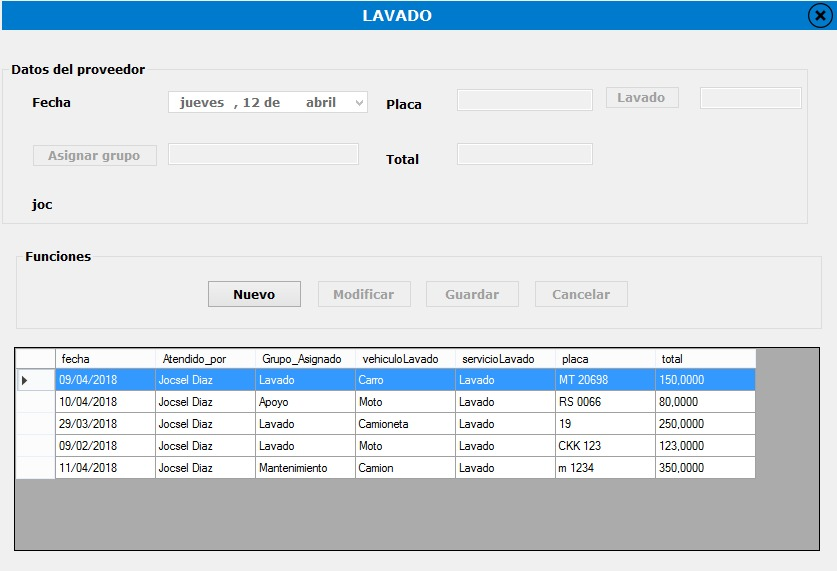 LAVADO
Datos del proveedor
Fecha jueves , 12 de abril Placa Lavado
Asignar grupo Total
joc
Funciones
Nuevo Modificar Guardar Cancelar
fecha Atendido_por Grupo_Asignado vehiculoLavado servicioLavado placa total
09/04/2018 Jocsel Diaz Lavado Carro Lavado MT 20698 150,0000
10/04/2018 Jocsel Diaz Apoyo Moto Lavado RS 0066 80,0000
29/03/2018 Jocsel Diaz Lavado Camioneta Lavado 19 250,0000
09/02/2018 Jocsel Diaz Lavado Moto Lavado CKK 123 123,0000
11/04/2018 Jocsel Diaz Mantenimiento Camion Lavado m 1234 350,0000